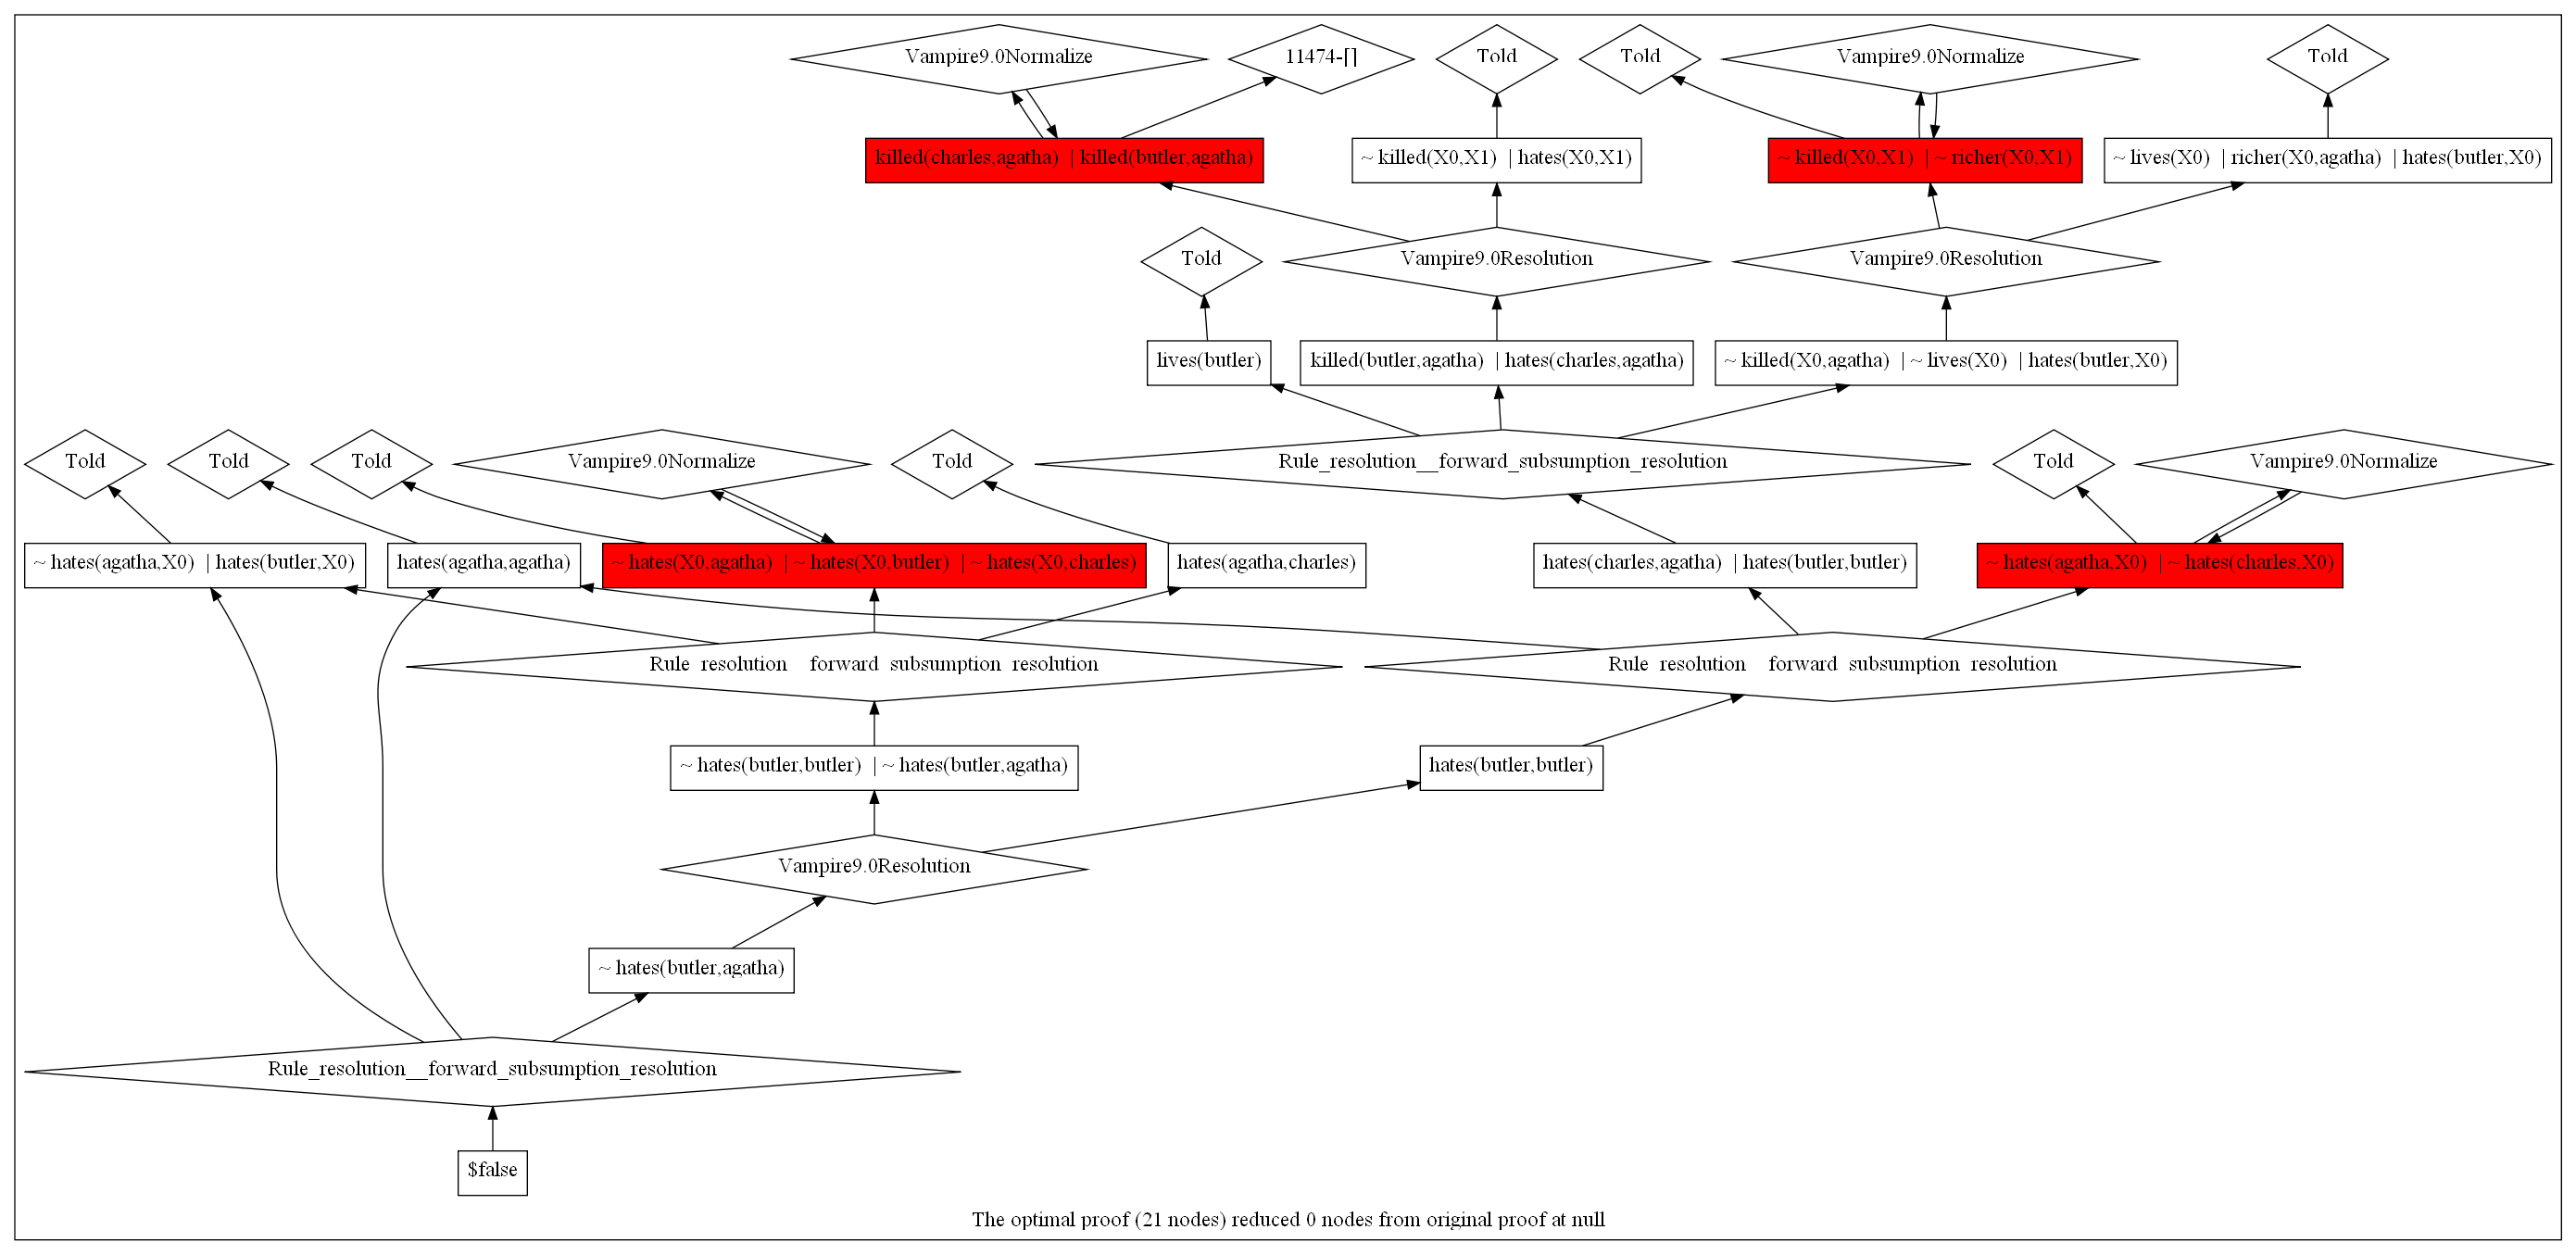 Vampire9.0Normalize
11474-[]
Told
Told
Vampire9.0Normalize
Told
killed(charles,agatha) | killed(butler,agatha)
~ killed(X0,X1) | hates(X0,X1)
~ killed(X0,X1) | ~ richer(X0,X1)
~ lives(X0) | richer(X0,agatha) | hates(butler,X0)
Told
Vampire9.0Resolution
Vampire9.0Resolution
lives(butler)
killed(butler,agatha) | hates(charles,agatha)
~ killed(X0,agatha) | ~ lives(X0) | hates(butler,X0)
Told
Told
Told
Vampire9.0Normalize
Told
Rule_resolution__forward_subsumption_resolution
Told
Vampire9.0Normalize
~ hates(agatha,X0) | hates(butler,X0)
hates(agatha,agatha)
~ hates(X0,agatha) | ~ hates(X0,butler) | ~ hates(X0,charles)
hates(agatha,charles)
hates(charles,agatha) | hates(butler,butler)
~ hates(agatha,X0) | ~ hates(charles,X0)
Rule resolution  forward subsumption resolution
Rule resolution  forward subsumption resolution
~ hates(butler,butler) | ~ hates(butler,agatha)
hates(butler,butler)
Vampire9.0Resolution
~ hates(butler,agatha)
Rule_resolution__forward_subsumption_resolution
$false
The optimal proof (21 nodes) reduced 0 nodes from original proof at null